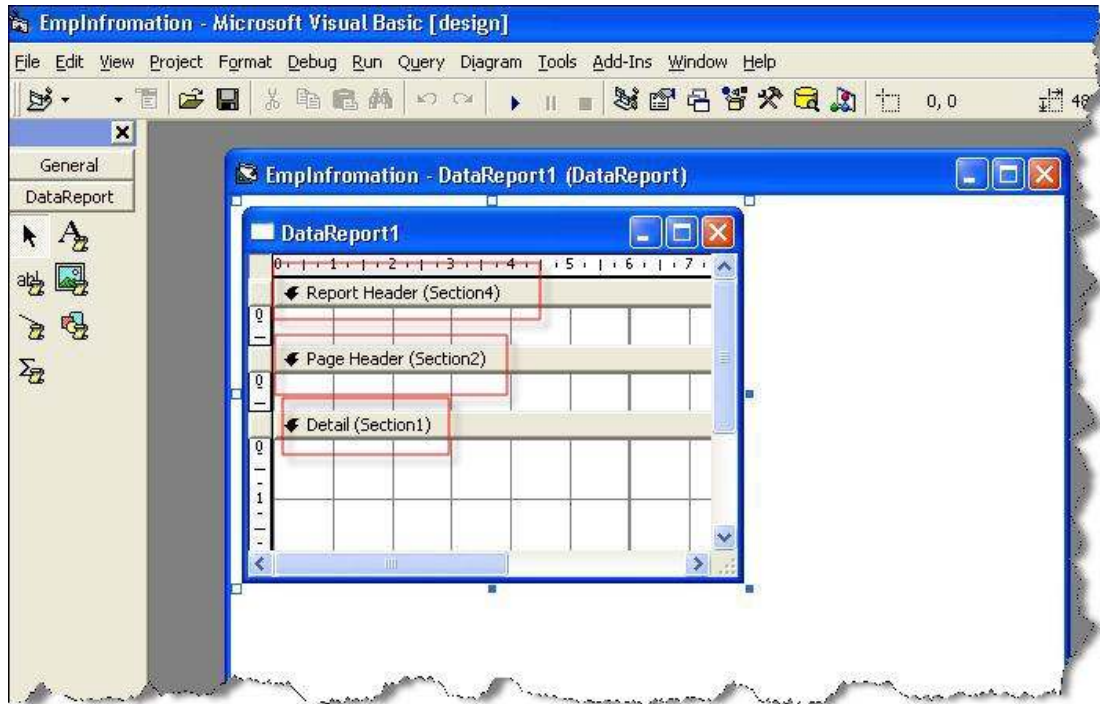 EmpInfromation - Microsoft Visual Basic [design]
File Edit View Project Format Debug Run Query Diagram Tools Add-Ins Window Help
0, 0
48
General
DataReport
A
abl
Σ
EmpInfromation - DataReport1 (DataReport)
DataReport1
0 1 2 3 4 5 6 7
Report Header (Section4)
0
Page Header (Section2)
0
Detail (Section1)
0
1